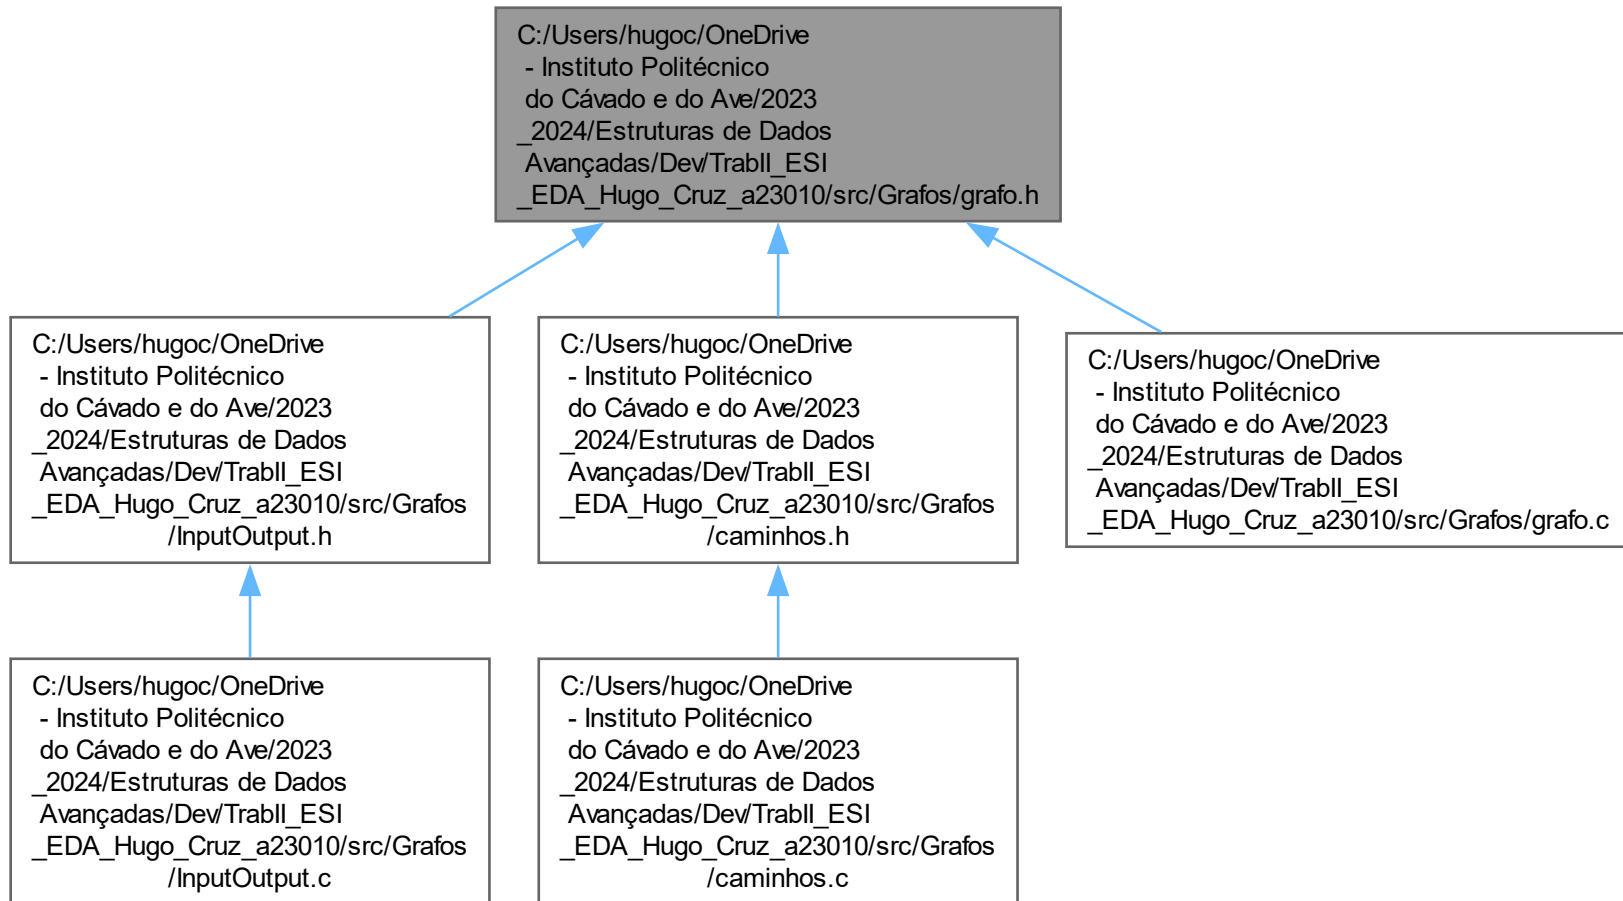 C:/Users/hugoc/OneDrive
- Instituto Politécnico
do Cávado e do Ave/2023
_2024/Estruturas de Dados
Avançadas/Dev/TrabII_ESI
_EDA_Hugo_Cruz_a23010/src/Grafos/grafo.h
C:/Users/hugoc/OneDrive
- Instituto Politécnico
do Cávado e do Ave/2023
_2024/Estruturas de Dados
Avançadas/Dev/TrabII_ESI
_EDA_Hugo_Cruz_a23010/src/Grafos
/InputOutput.h
C:/Users/hugoc/OneDrive
- Instituto Politécnico
do Cávado e do Ave/2023
_2024/Estruturas de Dados
Avançadas/Dev/TrabII_ESI
_EDA_Hugo_Cruz_a23010/src/Grafos
/caminhos.h
C:/Users/hugoc/OneDrive
- Instituto Politécnico
do Cávado e do Ave/2023
_2024/Estruturas de Dados
Avançadas/Dev/TrabII_ESI
_EDA_Hugo_Cruz_a23010/src/Grafos/grafo.c
C:/Users/hugoc/OneDrive
- Instituto Politécnico
do Cávado e do Ave/2023
_2024/Estruturas de Dados
Avançadas/Dev/TrabII_ESI
_EDA_Hugo_Cruz_a23010/src/Grafos
/InputOutput.c
C:/Users/hugoc/OneDrive
- Instituto Politécnico
do Cávado e do Ave/2023
_2024/Estruturas de Dados
Avançadas/Dev/TrabII_ESI
_EDA_Hugo_Cruz_a23010/src/Grafos
/caminhos.c